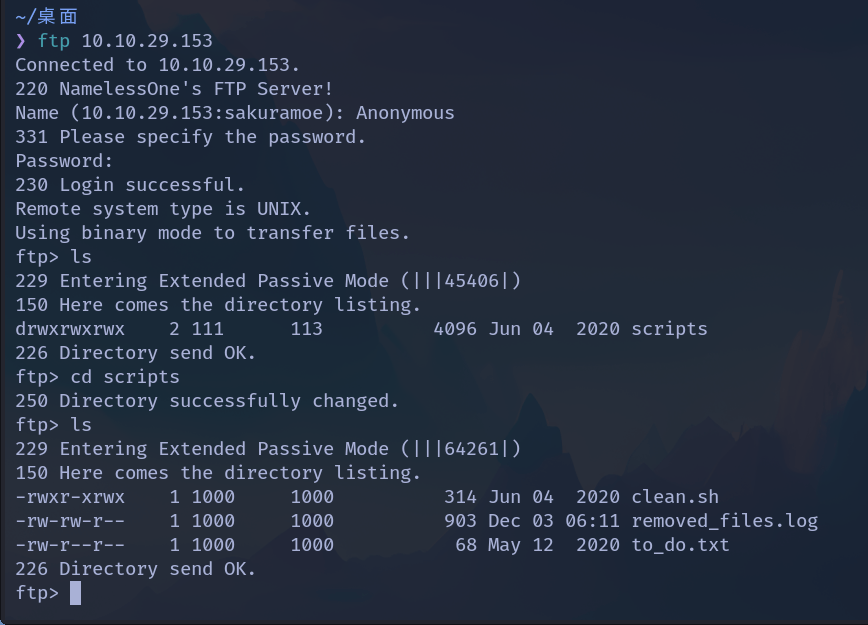 ~/桌面
❯ ftp 10.10.29.153
Connected to 10.10.29.153.
220 NamelessOne's FTP Server!
Name (10.10.29.153:sakuramoe): Anonymous
331 Please specify the password.
Password:
230 Login successful.
Remote system type is UNIX.
Using binary mode to transfer files.
ftp> ls
229 Entering Extended Passive Mode (|||45406|)
150 Here comes the directory listing.
drwxrwxrwx    2 111      113          4096 Jun 04  2020 scripts
226 Directory send OK.
ftp> cd scripts
250 Directory successfully changed.
ftp> ls
229 Entering Extended Passive Mode (|||64261|)
150 Here comes the directory listing.
-rwxr-xrwx    1 1000     1000          314 Jun 04  2020 clean.sh
-rw-rw-r--    1 1000     1000          903 Dec 03 06:11 removed_files.log
-rw-r--r--    1 1000     1000           68 May 12  2020 to_do.txt
226 Directory send OK.
ftp>